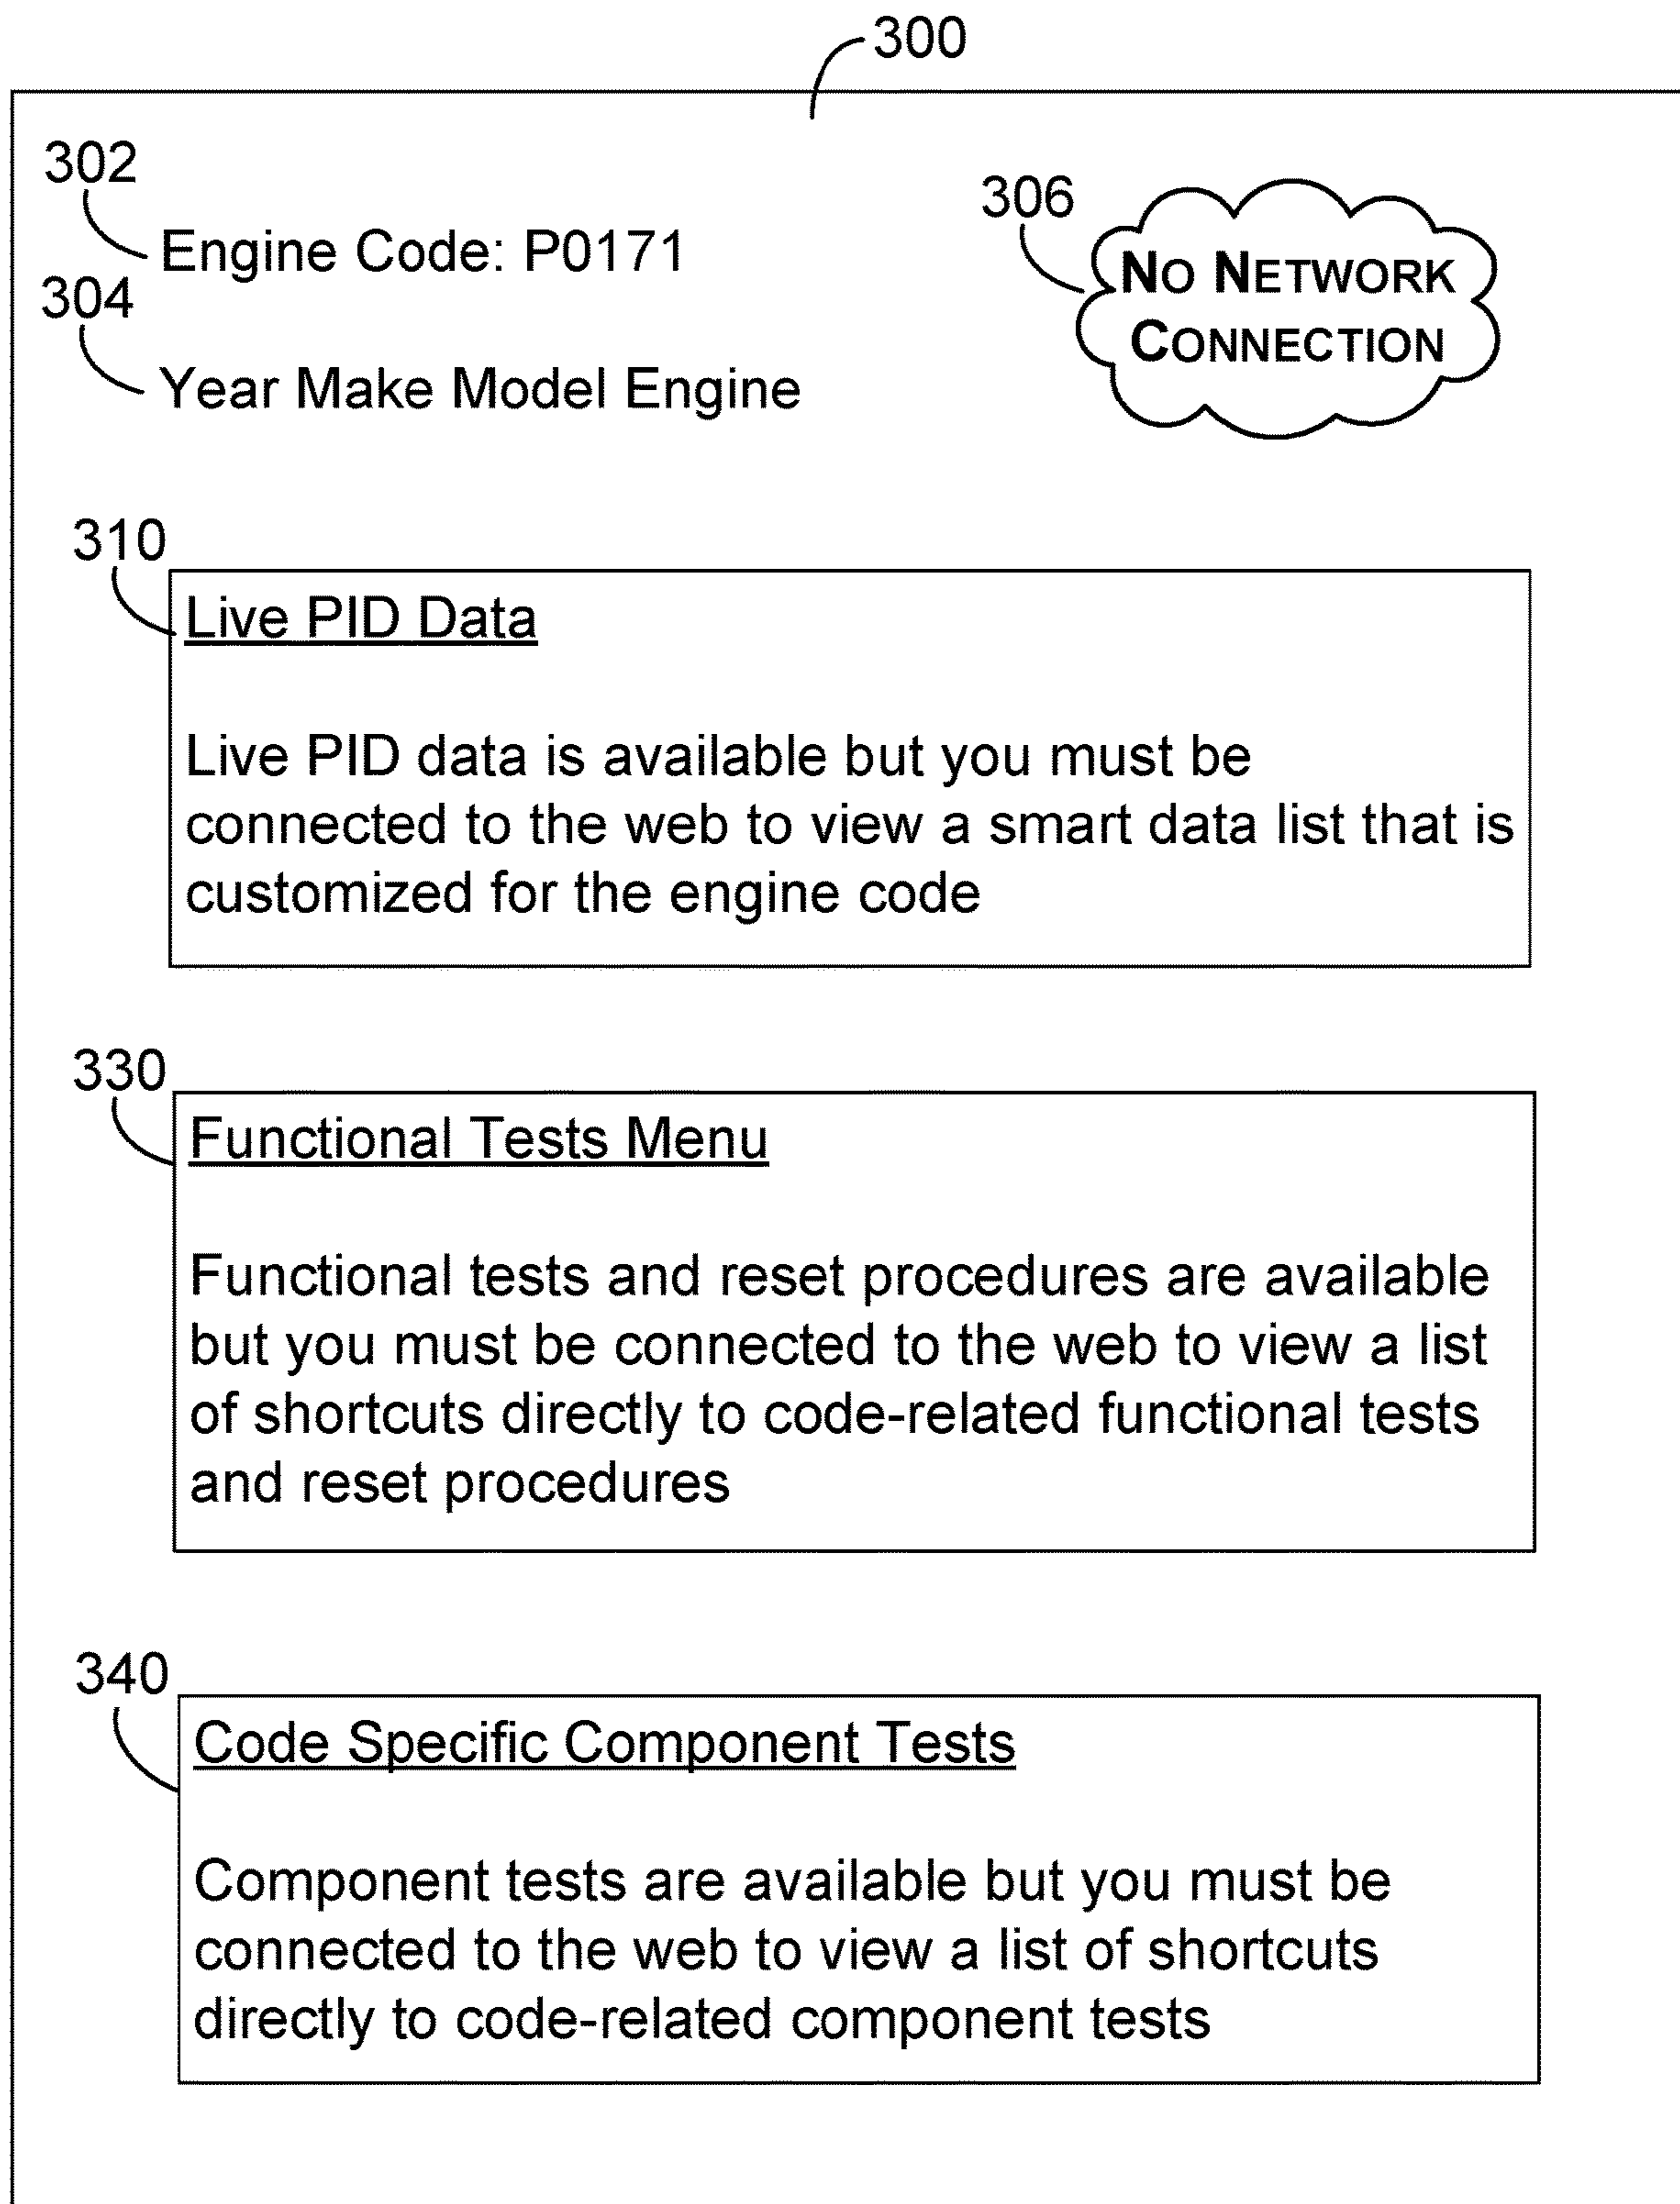 300
302
Engine Code: P0171
306
NO NETWORK
CONNECTION
304
Year Make Model Engine
310
Live PID Data
Live PID data is available but you must be
connected to the web to view a smart data list that is
customized for the engine code
330
Functional Tests Menu
Functional tests and reset procedures are available
but you must be connected to the web to view a list
of shortcuts directly to code-related functional tests
and reset procedures
340
Code Specific Component Tests
Component tests are available but you must be
connected to the web to view a list of shortcuts
directly to code-related component tests